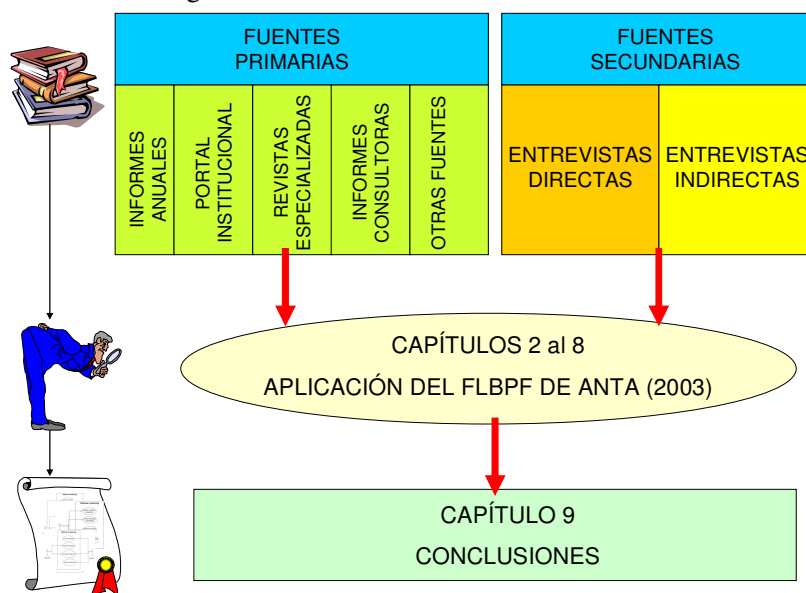 FUENTES
PRIMARIAS
FUENTES
SECUNDARIAS
INFORMES
ANUALES
PORTAL
INSTITUCIONAL
REVISTAS
ESPECIALIZADAS
INFORMES
CONSULTORAS
OTRAS FUENTES
ENTREVISTAS
DIRECTAS
ENTREVISTAS
INDIRECTAS
CAPÍTULOS 2 al 8
APLICACIÓN DEL FLBPF DE ANTA (2003)
CAPÍTULO 9
CONCLUSIONES